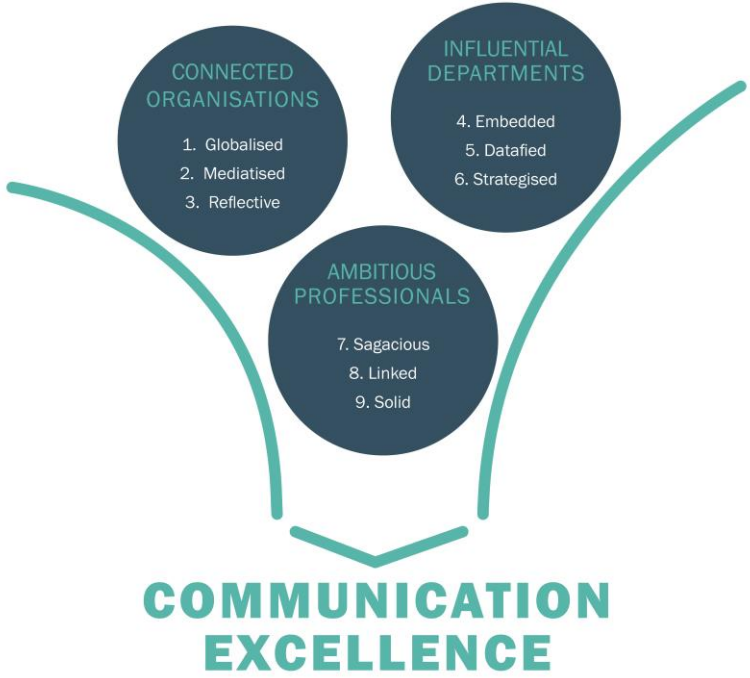 CONNECTED
ORGANISATIONS
1. Globalised
2. Mediatised
3. Reflective
INFLUENTIAL
DEPARTMENTS
4. Embedded
5. Datafied
6. Strategised
AMBITIOUS
PROFESSIONALS
7. Sagacious
8. Linked
9. Solid
COMMUNICATION
EXCELLENCE